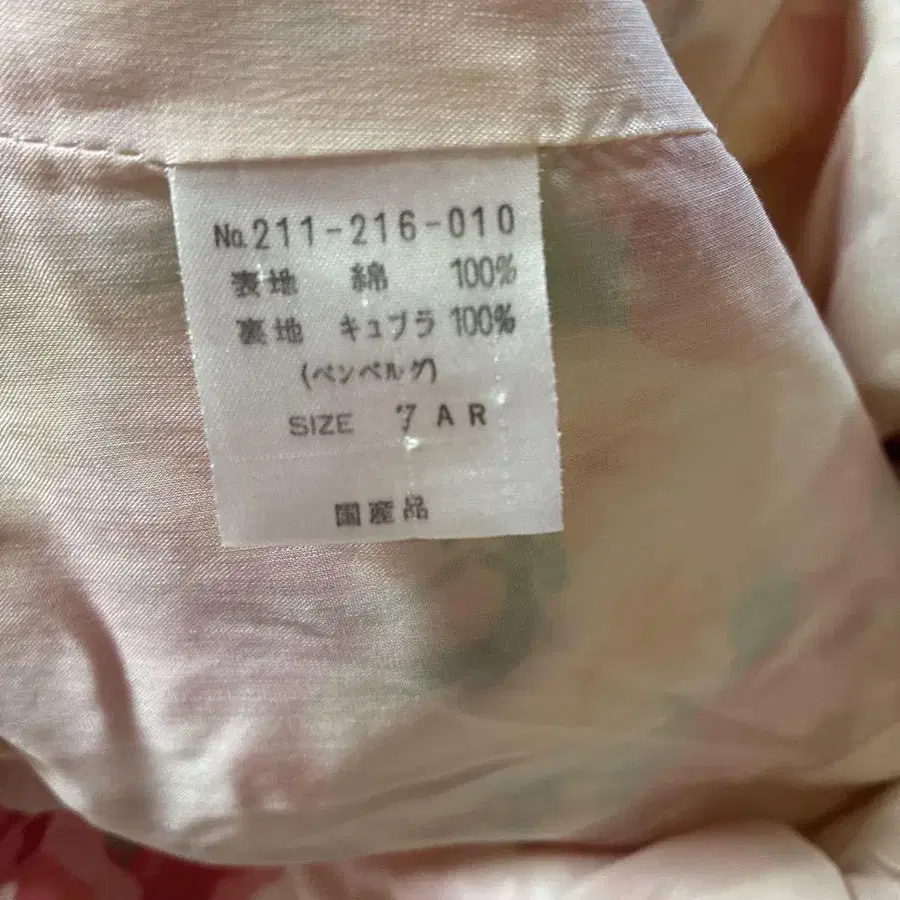 No.211-216-010
表地 綿 100%
裏地 キュプラ 100%
(ベンベルグ)
SIZE 7AR
国産品